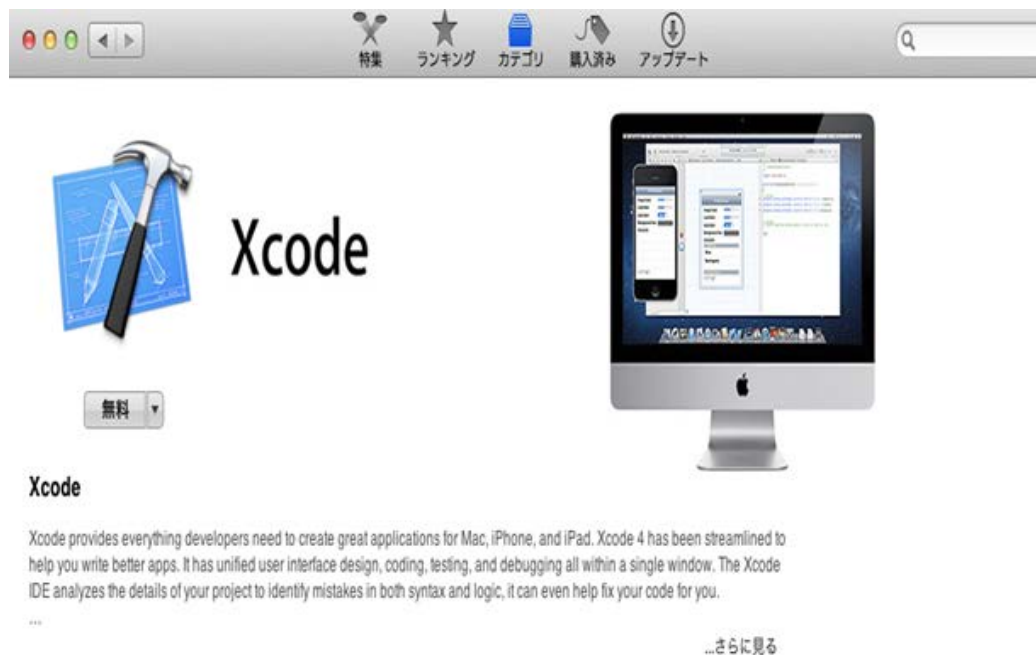 特集 ランキング カテゴリ 購入済み アップデート
Xcode
無料
Xcode
Xcode provides everything developers need to create great applications for Mac, iPhone, and iPad. Xcode 4 has been streamlined to
help you write better apps. It has unified user interface design, coding, testing, and debugging all within a single window. The Xcode
IDE analyzes the details of your project to identify mistakes in both syntax and logic, it can even help fix your code for you.
...
...さらに見る